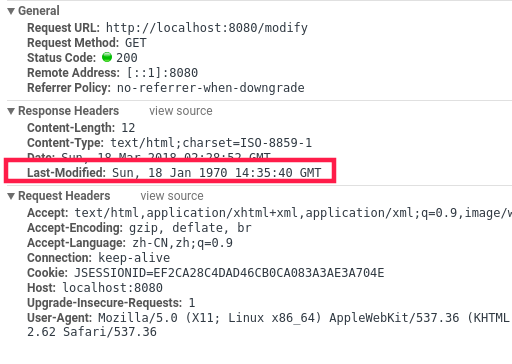 ▼ General
Request URL: http://localhost:8080/modify
Request Method: GET
Status Code: 200
Remote Address: [::1]:8080
Referrer Policy: no-referrer-when-downgrade
▼ Response Headers view source
Content-Length: 12
Content-Type: text/html;charset=ISO-8859-1
Date: Sun, 18 Mar 2018 02:28:52 GMT
Last-Modified: Sun, 18 Jan 1970 14:35:40 GMT
▼ Request Headers view source
Accept: text/html,application/xhtml+xml,application/xml;q=0.9,image/w
Accept-Encoding: gzip, deflate, br
Accept-Language: zh-CN,zh;q=0.9
Connection: keep-alive
Cookie: JSESSIONID=EF2CA28C4DAD46CB0CA083A3AE3A704E
Host: localhost:8080
Upgrade-Insecure-Requests: 1
User-Agent: Mozilla/5.0 (X11; Linux x86_64) AppleWebKit/537.36 (KHTML
2.62 Safari/537.36